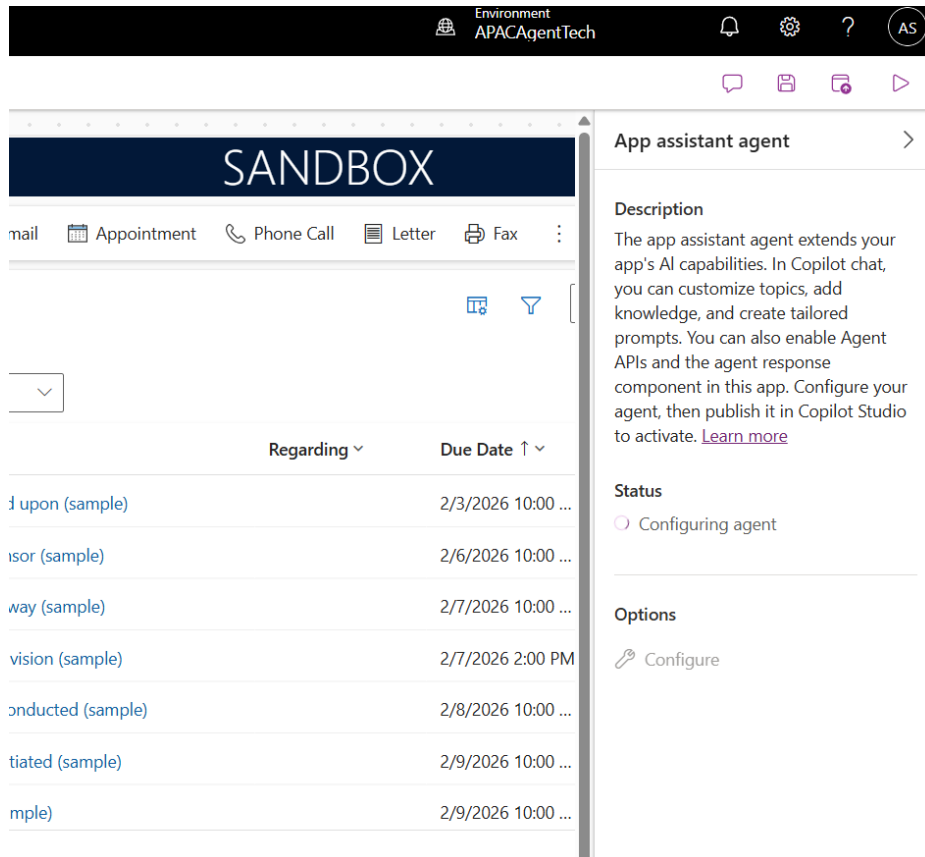 Environment
APACAgentTech
AS
SANDBOX
mail Appointment Phone Call Letter Fax
Regarding Due Date
d upon (sample) 2/3/2026 10:00 ...
nsor (sample) 2/6/2026 10:00 ...
way (sample) 2/7/2026 10:00 ...
vision (sample) 2/7/2026 2:00 PM
onducted (sample) 2/8/2026 10:00 ...
tiated (sample) 2/9/2026 10:00 ...
mple) 2/9/2026 10:00 ...
App assistant agent
Description
The app assistant agent extends your
app's AI capabilities. In Copilot chat,
you can customize topics, add
knowledge, and create tailored
prompts. You can also enable Agent
APIs and the agent response
component in this app. Configure your
agent, then publish it in Copilot Studio
to activate. Learn more
Status
Configuring agent
Options
Configure